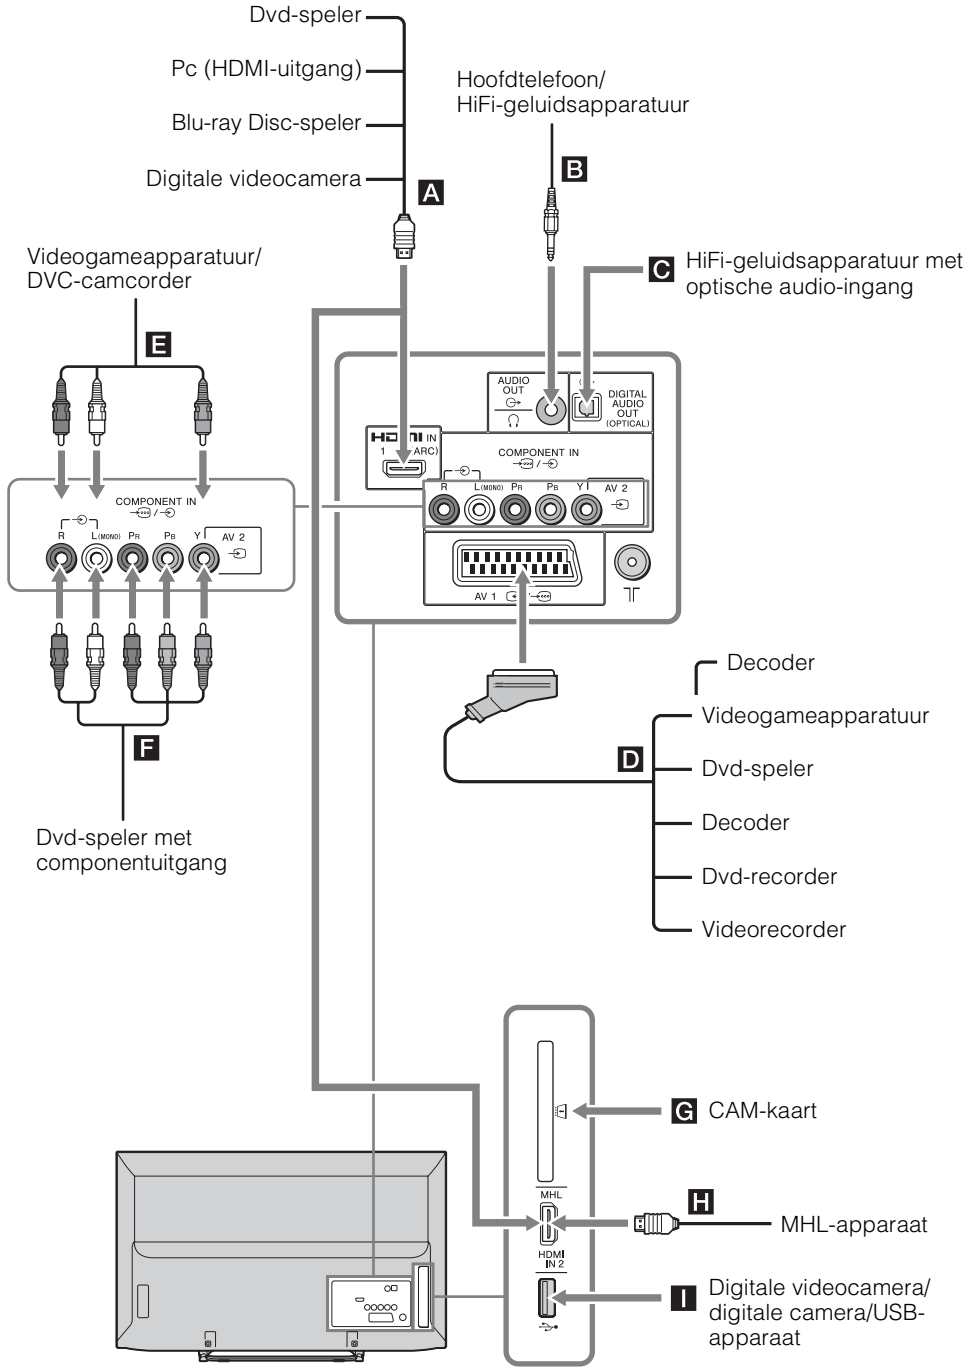 Dvd-speler
Pc (HDMI-uitgang)
Blu-ray Disc-speler
Digitale videocamera
A
Hoofdtelefoon/
HiFi-geluidsapparatuur
B
C
HiFi-geluidsapparatuur met
optische audio-ingang
Videogameapparatuur/
DVC-camcorder
E
AUDIO
OUT
DIGITAL
AUDIO
OUT
(OPTICAL)
HDMI IN
1 ARC)
COMPONENT IN
R L(MONO) PR PB Y AV 2
AV 1
COMPONENT IN
R L(MONO) PR PB Y AV 2
F
Dvd-speler met
componentuitgang
D
Decoder
Videogameapparatuur
Dvd-speler
Decoder
Dvd-recorder
Videorecorder
G CAM-kaart
MHL
HDMI
IN 2
H
MHL-apparaat
I
Digitale videocamera/
digitale camera/USB-
apparaat